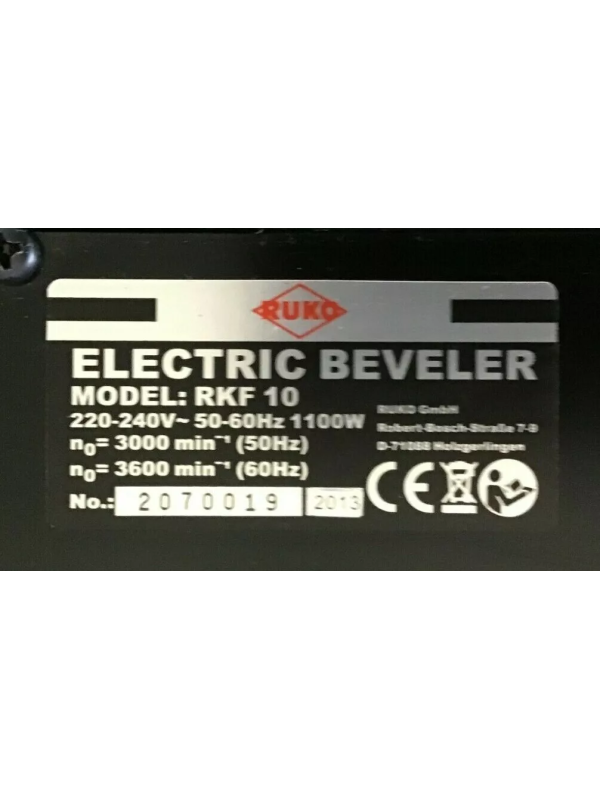 RUKO
ELECTRIC BEVELER
MODEL: RKF 10
220-240V~ 50-60Hz 1100W
n₀= 3000 min⁻¹ (50Hz)
n₀= 3600 min⁻¹ (60Hz)
No.: 2070019 2013
RUKO GmbH
Robert-Bosch-Straße 7-9
D-71088 Holzgerlingen
CE